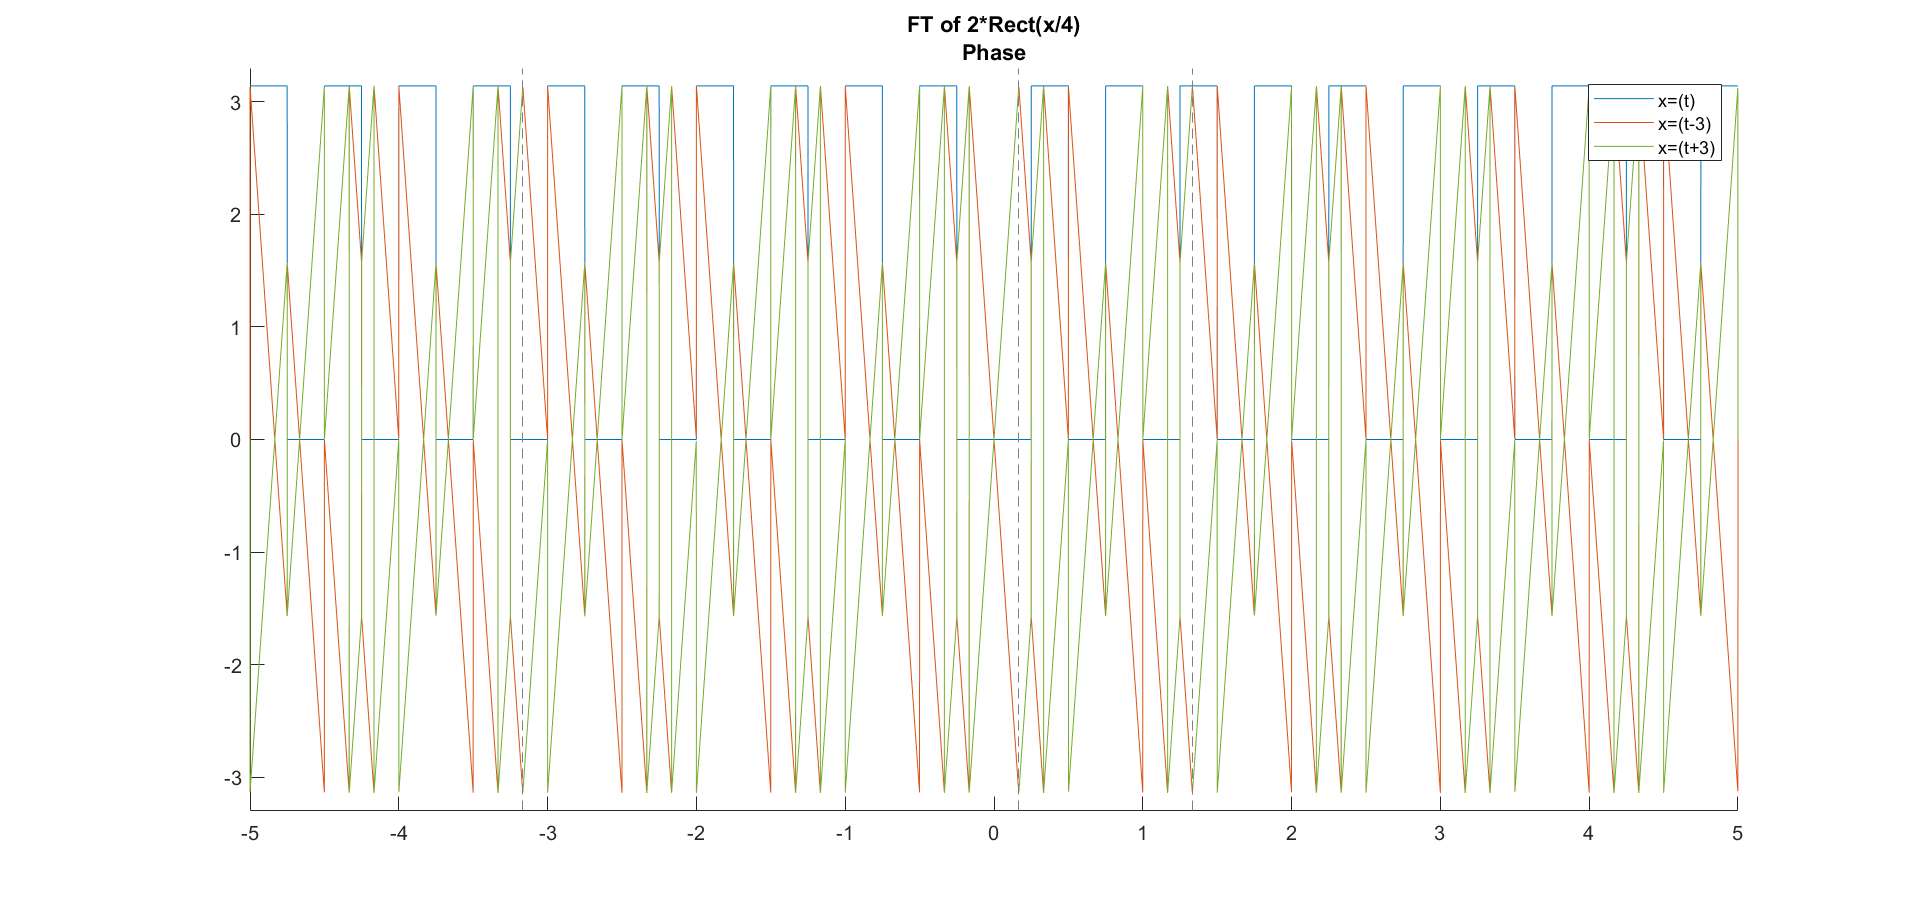 FT of 2*Rect(x/4)
Phase
x=(t)
x=(t-3)
x=(t+3)
3
2
1
0
-1
-2
-3
-5 -4 -3 -2 -1 0 1 2 3 4 5